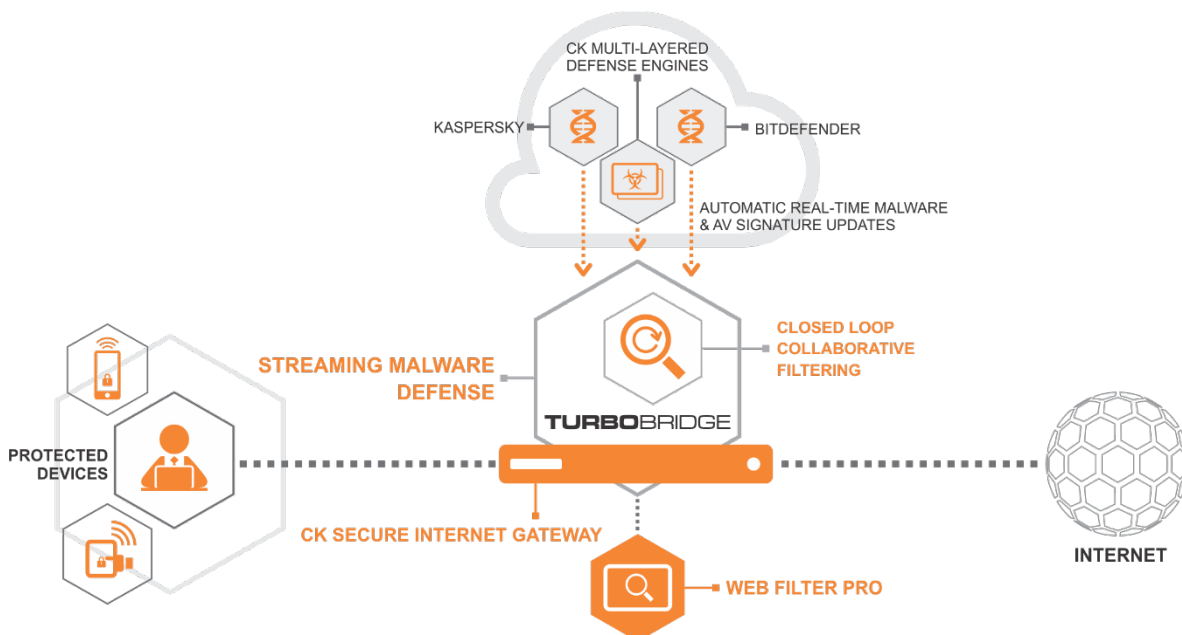 CK MULTI-LAYERED
DEFENSE ENGINES
KASPERSKY
BITDEFENDER
AUTOMATIC REAL-TIME MALWARE
& AV SIGNATURE UPDATES
STREAMING MALWARE
DEFENSE
CLOSED LOOP
COLLABORATIVE
FILTERING
TURBOBRIDGE
PROTECTED
DEVICES
CK SECURE INTERNET GATEWAY
INTERNET
WEB FILTER PRO